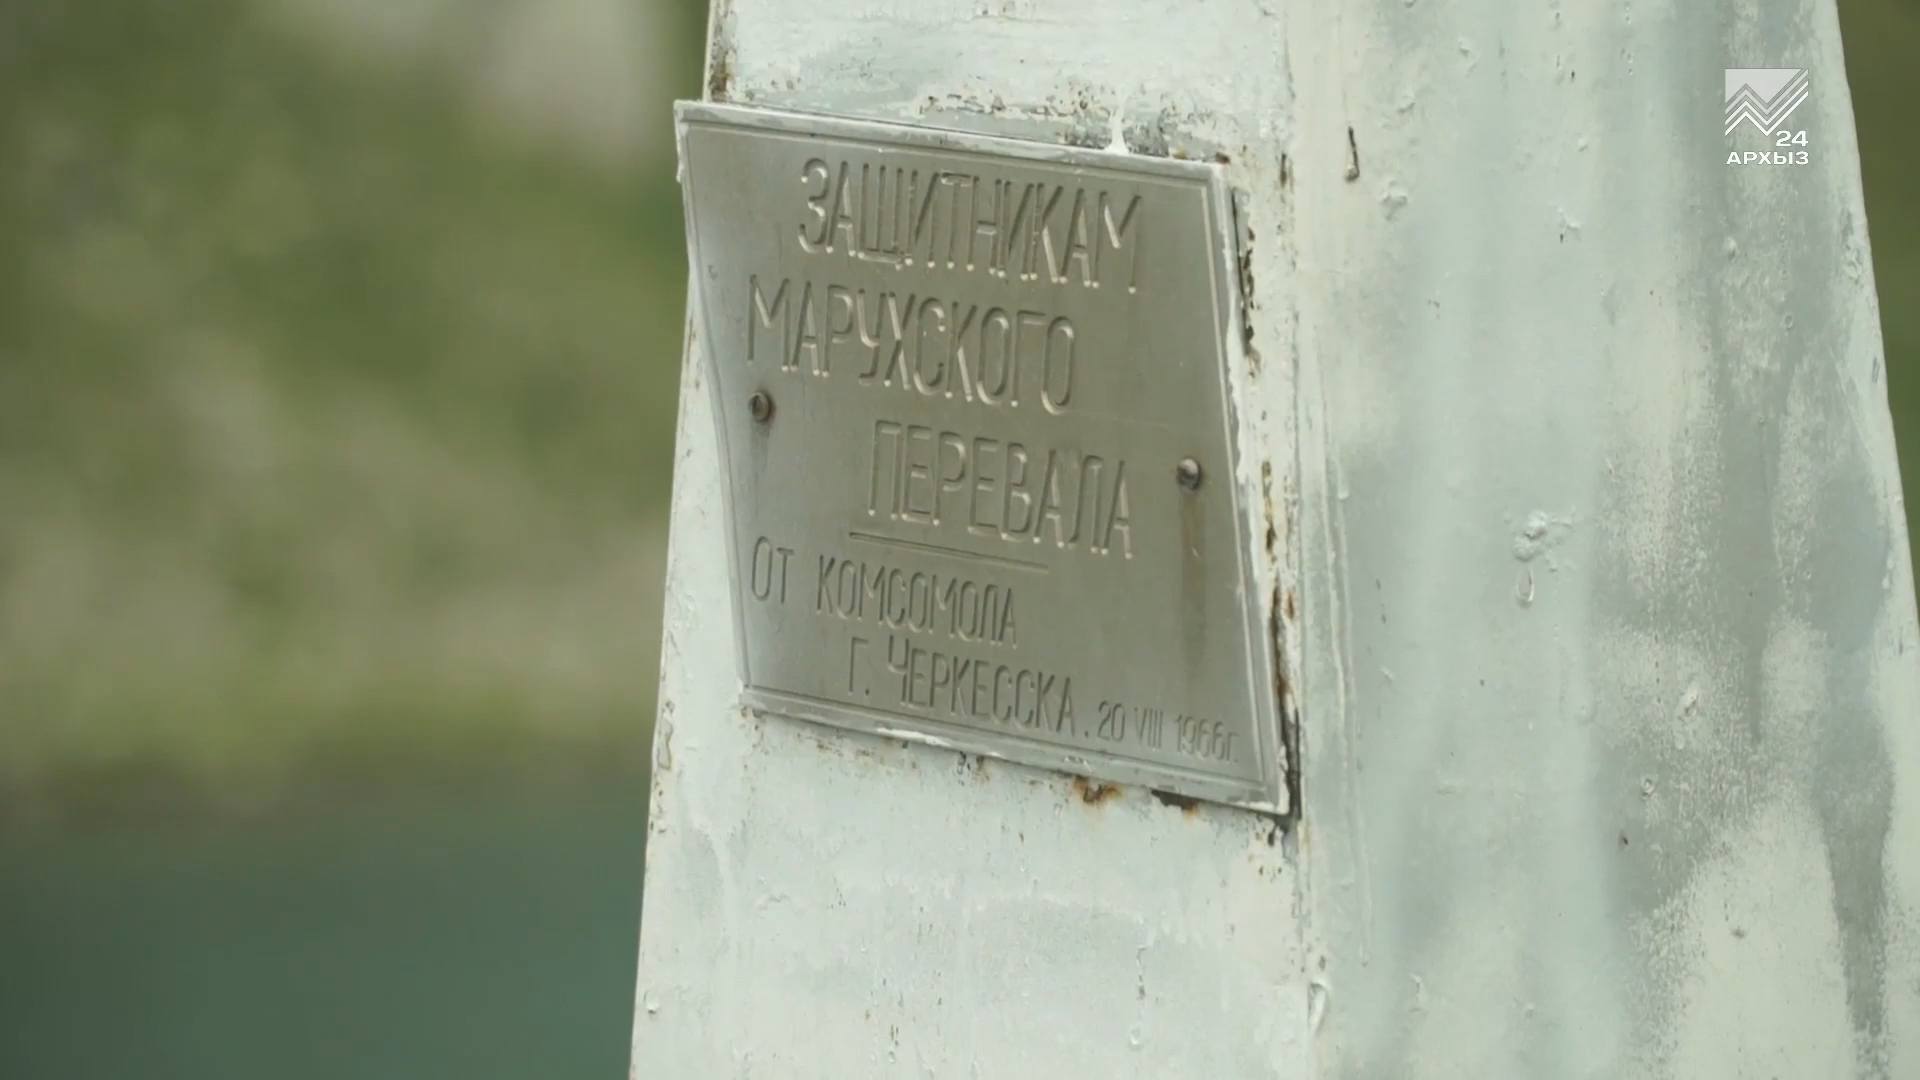 24
АРХЫЗ
ЗАЩИТНИКАМ
МАРУХСКОГО
ПЕРЕВАЛА
ОТ КОМСОМОЛА
Г. ЧЕРКЕССКА. 20 VIII 1966г.